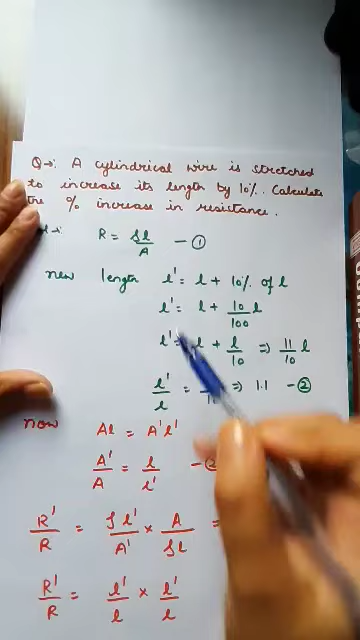 Q→: A cylindrical wire is stretched
to increase its length by 10%. Calculate
the % increase in resistance.
R = ρl/A — ①
new length l' = l + 10% of l
l' = l + 10/100 l
l' = l + l/10 ⇒ 11/10 l
l'/l = ⇒ 1.1 — ②
now Al = A'l'
A'/A = l/l' —
R'/R = ρl'/A' × A/ρl =
R'/R = l'/l × l'/l